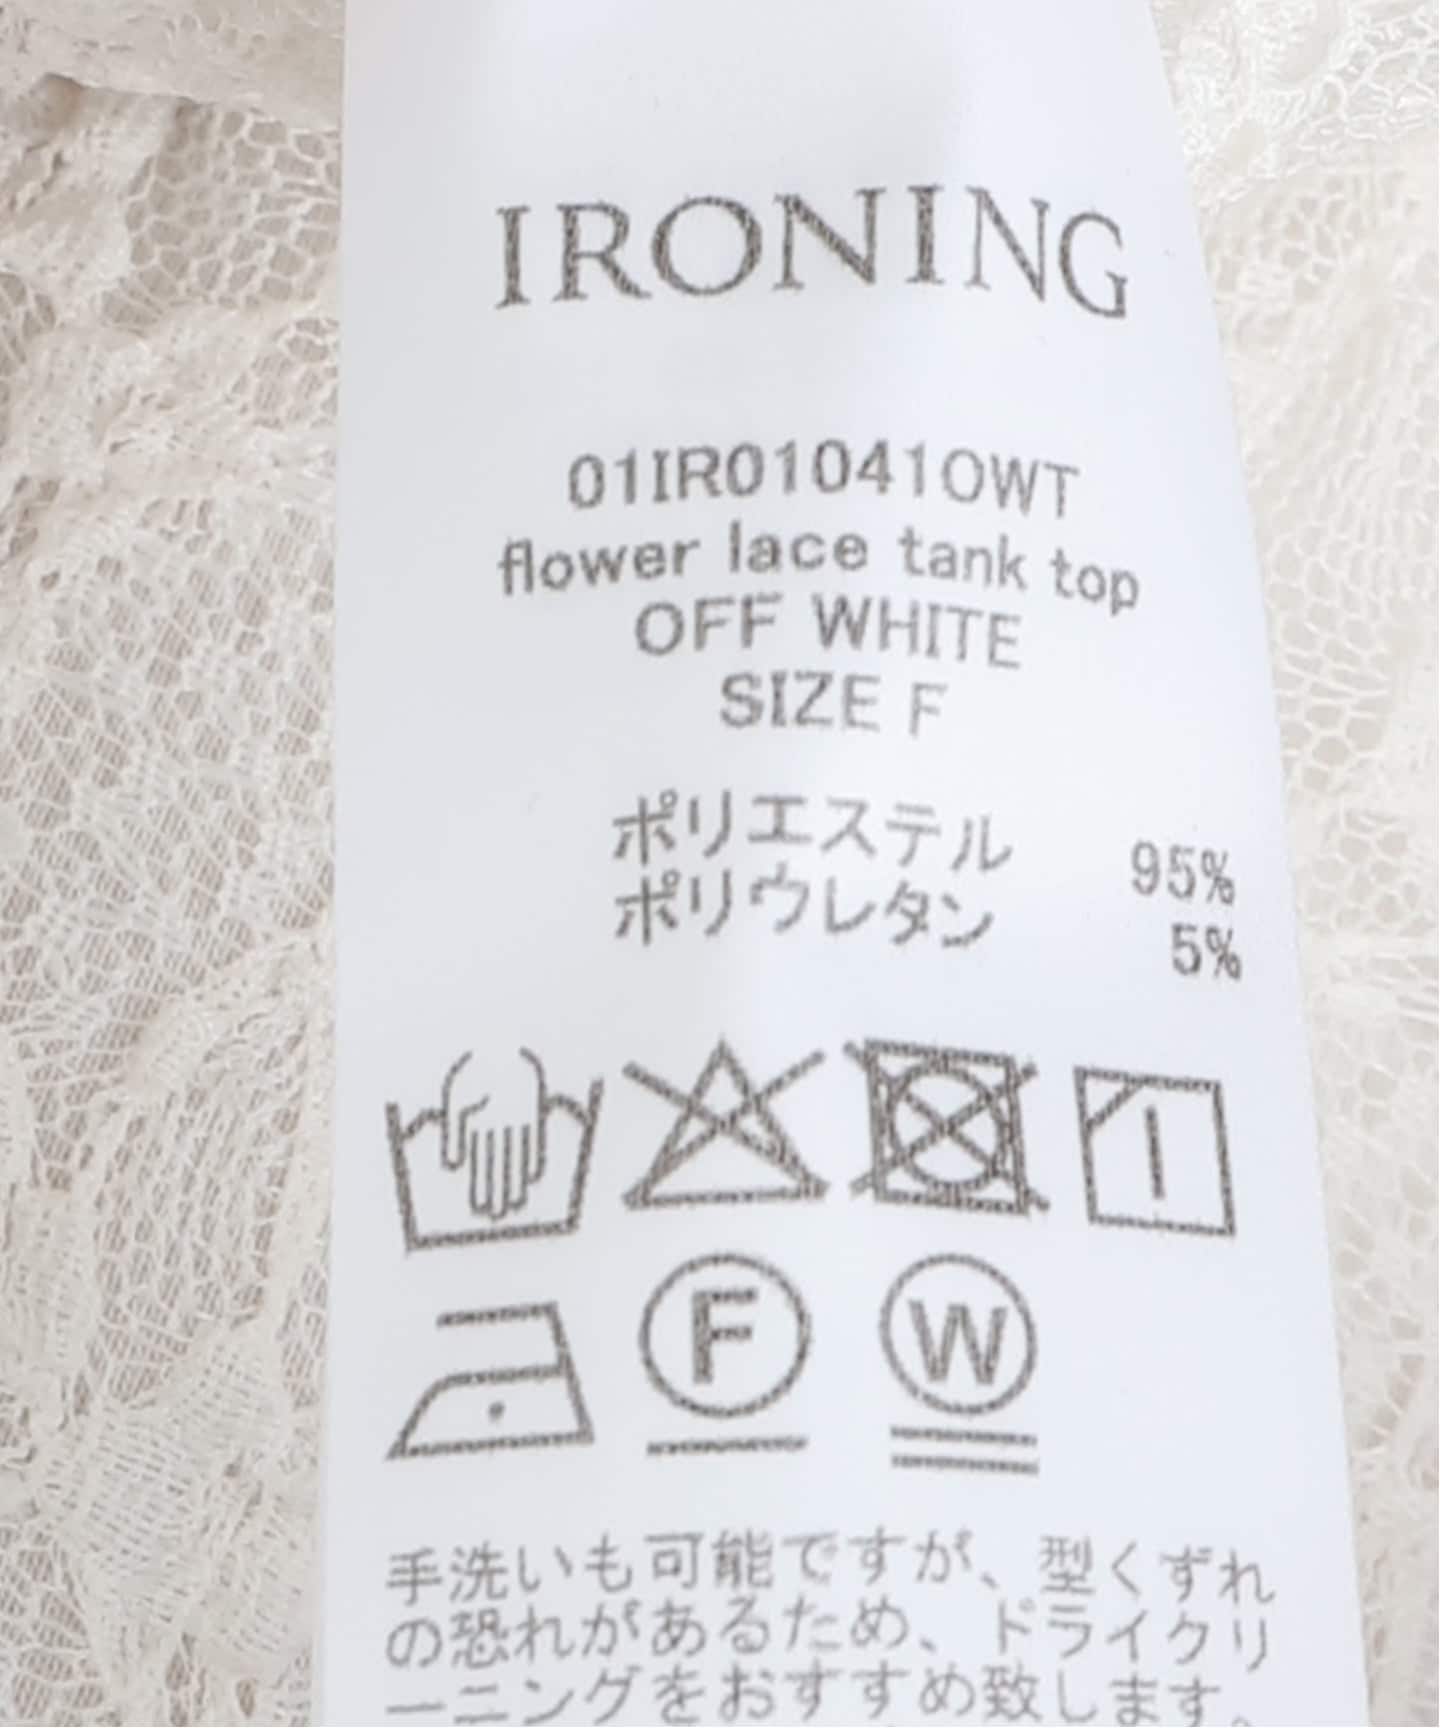 IRONING
01IR010410WT
flower lace tank top
OFF WHITE
SIZE F
ポリエステル 95%
ポリウレタン 5%
F
W
手洗いも可能ですが、型くずれ
の恐れがあるため、ドライクリ
ーニングをおすすめ致します。